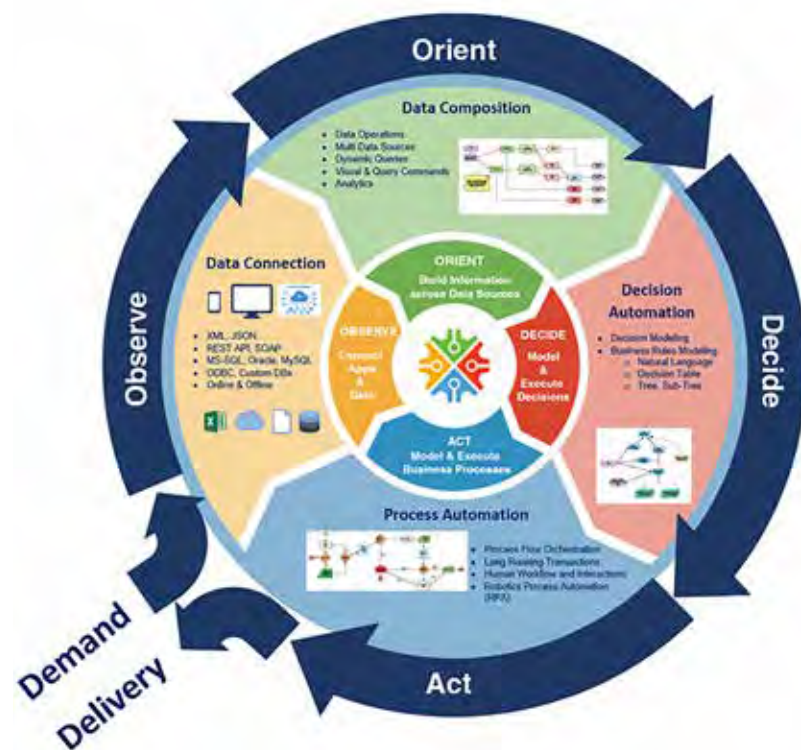 Orient
Data Composition
• Data Operations
• Multi Data Sources
• Dynamic Queries
• Visual & Query Commands
• Analytics
Observe
Data Connection
• XML, JSON
• REST API, SOAP
• MS-SQL, Oracle, MySQL
• ODBC, Custom DBs
• Online & Offline
ORIENT
Build Information
across Data Sources
OBSERVE
Connect
Apps
&
Data
DECIDE
Model
&
Execute
Decisions
ACT
Model & Execute
Business Processes
Decision
Automation
• Decision Modeling
• Business Rules Modeling
o Natural Language
o Decision Table
o Tree, Sub-Tree
Decide
Process Automation
• Process Flow Orchestration
• Long Running Transactions
• Human Workflow and Interactions
• Robotics Process Automation
(RPA)
Act
Demand
Delivery